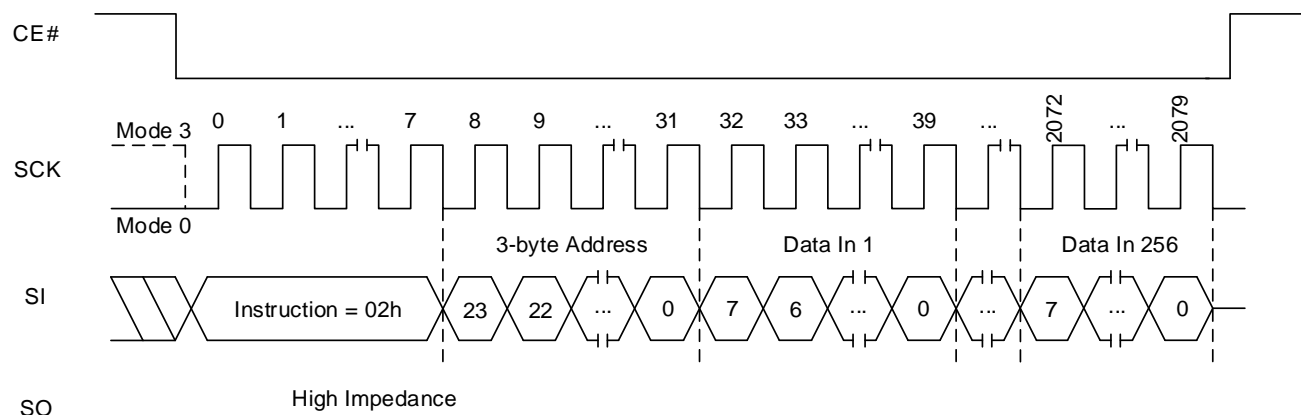 CE#
Mode 3 0 1 ... 7 8 9 ... 31 32 33 ... 39 ... 2072 ... 2079
SCK
Mode 0
3-byte Address Data In 1 Data In 256
SI Instruction = 02h 23 22 ... 0 7 6 ... 0 ... 7 ... 0
High Impedance
SO